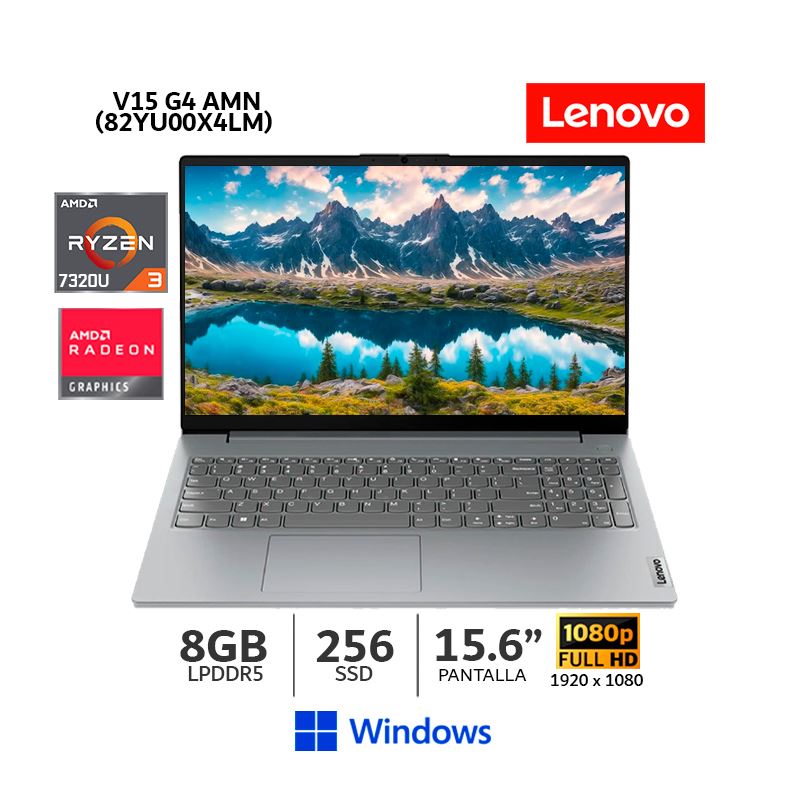 V15 G4 AMN
(82YU00X4LM)
Lenovo
AMD
RYZEN
7320U 3
AMD
RADEON
GRAPHICS
Lenovo
8GB
LPDDR5
256
SSD
15.6”
PANTALLA
1080p
FULL HD
1920 x 1080
Windows